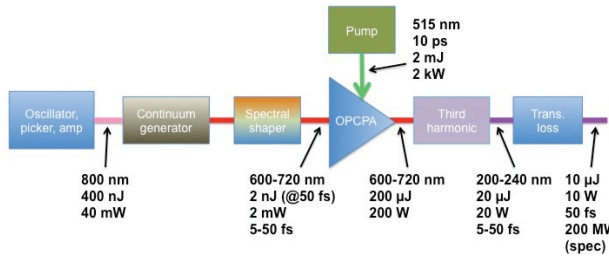 Pump
515 nm
10 ps
2 mJ
2 kW
Oscillator,
picker, amp
Continuum
generator
Spectral
shaper
OPCPA
Third
harmonic
Trans.
loss
800 nm
400 nJ
40 mW
600-720 nm
2 nJ (@50 fs)
2 mW
5-50 fs
600-720 nm
200 µJ
200 W
200-240 nm
20 µJ
20 W
5-50 fs
10 µJ
10 W
50 fs
200 MW
(spec)